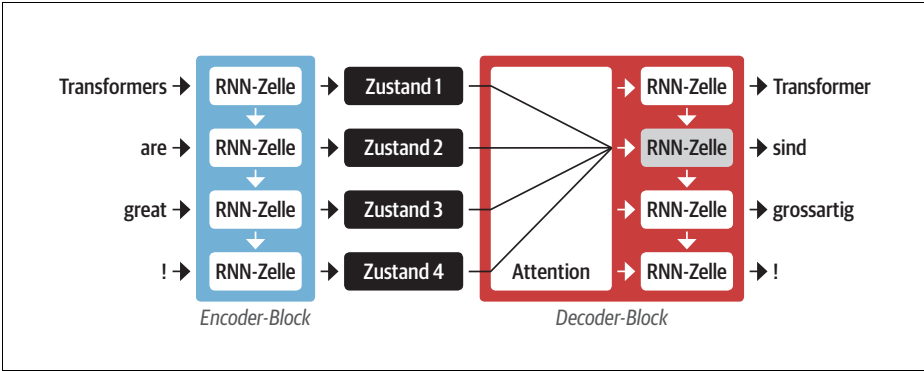 Transformers RNN-Zelle Zustand 1 RNN-Zelle Transformer
are RNN-Zelle Zustand 2 RNN-Zelle sind
great RNN-Zelle Zustand 3 RNN-Zelle grossartig
! RNN-Zelle Zustand 4 Attention RNN-Zelle !
Encoder-Block Decoder-Block